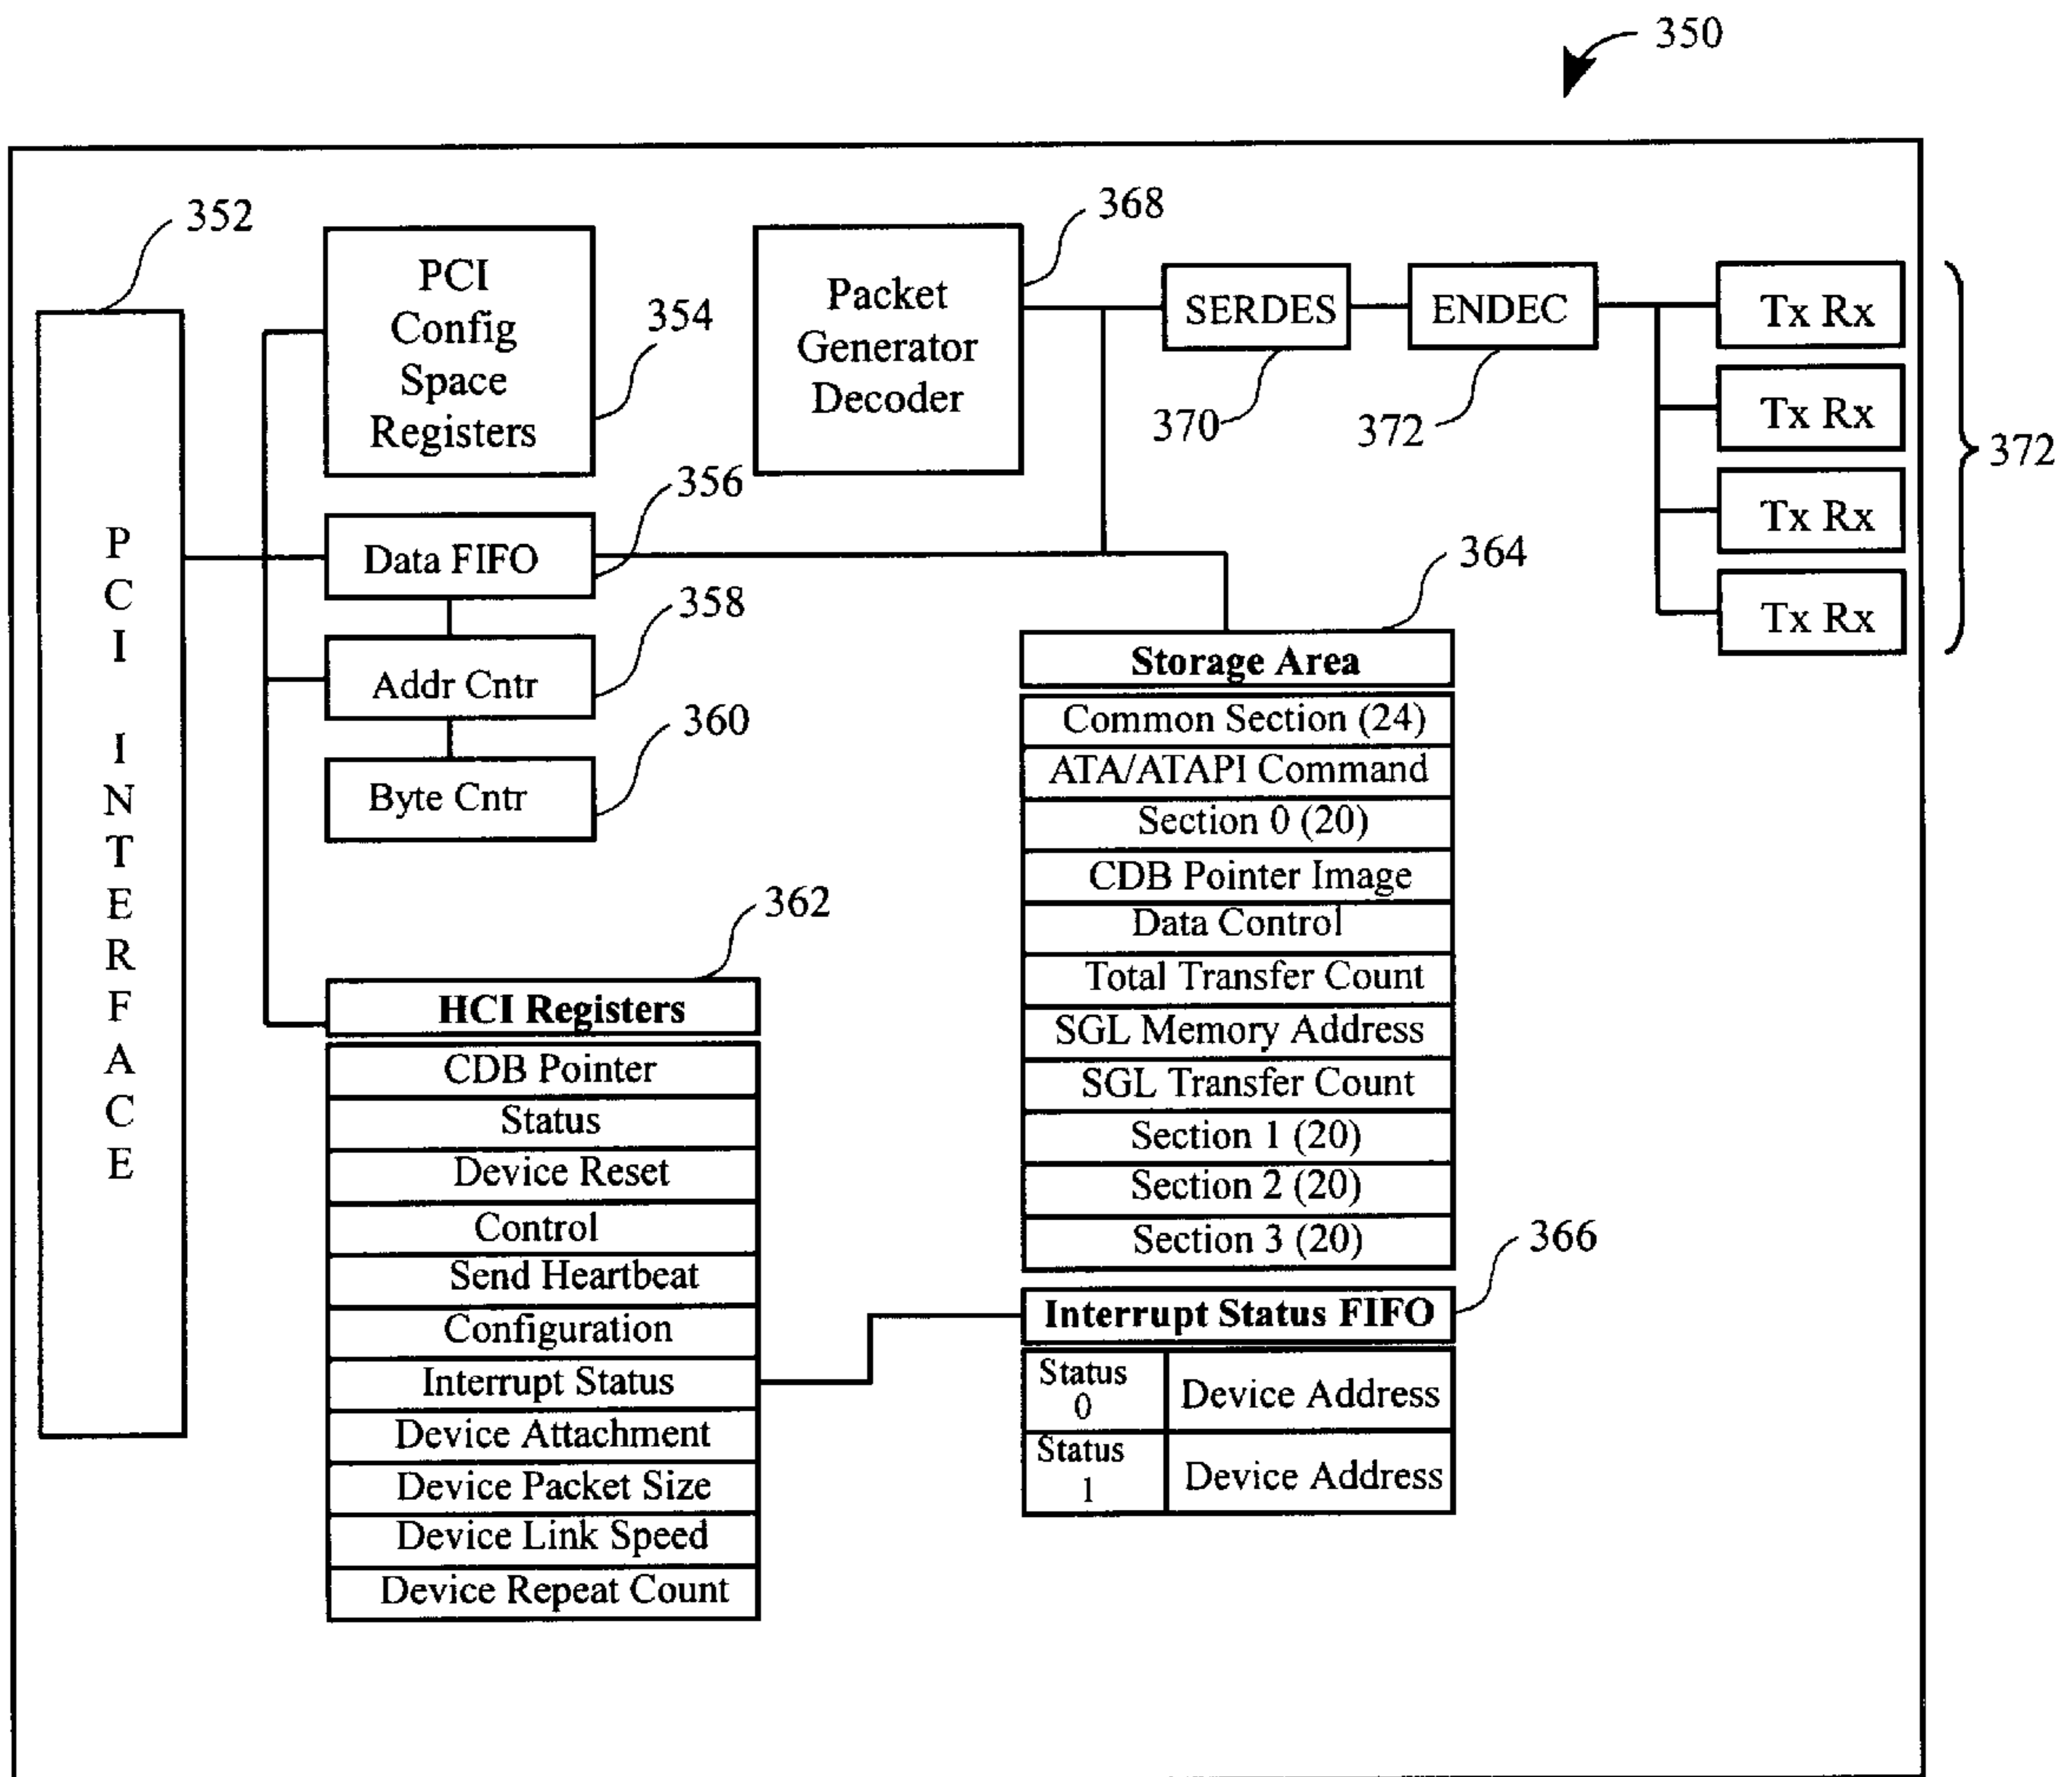 350
352
PCI INTERFACE
PCI
Config
Space
Registers
354
Data FIFO
356
Addr Cntr
358
Byte Cntr
360
Packet
Generator
Decoder
368
SERDES
370
ENDEC
372
Tx Rx
Tx Rx
Tx Rx
Tx Rx
372
362
HCI Registers
CDB Pointer
Status
Device Reset
Control
Send Heartbeat
Configuration
Interrupt Status
Device Attachment
Device Packet Size
Device Link Speed
Device Repeat Count
364
Storage Area
Common Section (24)
ATA/ATAPI Command
Section 0 (20)
CDB Pointer Image
Data Control
Total Transfer Count
SGL Memory Address
SGL Transfer Count
Section 1 (20)
Section 2 (20)
Section 3 (20)
366
Interrupt Status FIFO
Status
0
Device Address
Status
1
Device Address